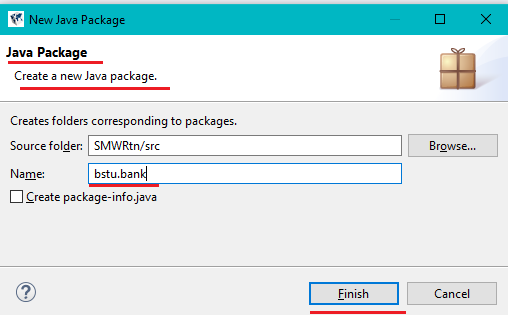 New Java Package
Java Package
Create a new Java package.
Creates folders corresponding to packages.
Source folder: SMWRtn/src Browse...
Name: bstu.bank
Create package-info.java
? Finish Cancel